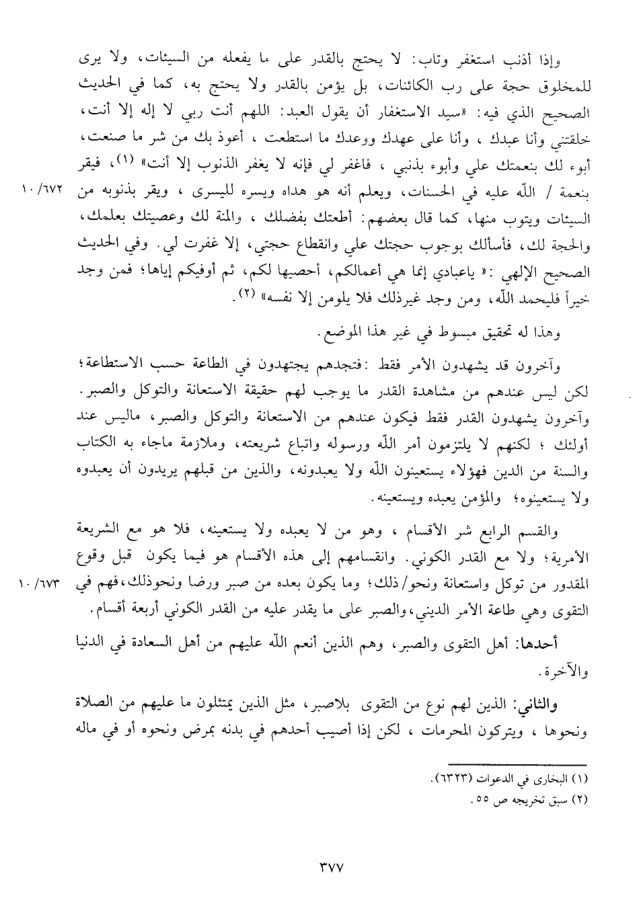 وإذا أذنب استغفر وتاب: لا يحتج بالقدر على ما يفعله من السيئات، ولا يرى
للمخلوق حجة على رب الكائنات، بل يؤمن بالقدر ولا يحتج به، كما في الحديث
الصحيح الذي فيه: «سيد الاستغفار أن يقول العبد: اللهم أنت ربي لا إله إلا أنت،
خلقتني وأنا عبدك ، وأنا على عهدك ووعدك ما استطعت ، أعوذ بك من شر ما صنعت،
أبوء لك بنعمتك علي وأبوء بذنبي ، فاغفر لي فإنه لا يغفر الذنوب إلا أنت» (١)، فيقر
بنعمة / الله عليه في الحسنات، ويعلم أنه هو هداه ويسره لليسرى ، ويقر بذنوبه من
١٠/٦٧٢
السيئات ويتوب منها، كما قال بعضهم: أطعتك بفضلك ، والمنة لك وعصيتك بعلمك،
والحجة لك، فأسألك بوجوب حجتك علي وانقطاع حجتي، إلا غفرت لي. وفي الحديث
الصحيح الإلهي :« ياعبادي إنما هي أعمالكم، أحصيها لكم، ثم أوفيكم إياها؛ فمن وجد
خيراً فليحمد الله، ومن وجد غيرذلك فلا يلومن إلا نفسه» (٢).
وهذا له تحقيق مبسوط في غير هذا الموضع.
وآخرون قد يشهدون الأمر فقط :فتجدهم يجتهدون في الطاعة حسب الاستطاعة؛
لكن ليس عندهم من مشاهدة القدر ما يوجب لهم حقيقة الاستعانة والتوكل والصبر.
وآخرون يشهدون القدر فقط فيكون عندهم من الاستعانة والتوكل والصبر، ماليس عند
أولئك ؛ لكنهم لا يلتزمون أمر الله ورسوله واتباع شريعته، وملازمة ماجاء به الكتاب
والسنة من الدين فهؤلاء يستعينون الله ولا يعبدونه، والذين من قبلهم يريدون أن يعبدوه
ولا يستعينوه؛ والمؤمن يعبده ويستعينه.
والقسم الرابع شر الأقسام ، وهو من لا يعبده ولا يستعينه، فلا هو مع الشريعة
الأمرية؛ ولا مع القدر الكوني. وانقسامهم إلى هذه الأقسام هو فيما يكون قبل وقوع
المقدور من توكل واستعانة ونحو/ذلك؛ وما يكون بعده من صبر ورضا ونحوذلك،فهم في
١٠/٦٧٣
التقوى وهي طاعة الأمر الديني،والصبر على ما يقدر عليه من القدر الكوني أربعة أقسام.
أحدها: أهل التقوى والصبر، وهم الذين أنعم الله عليهم من أهل السعادة في الدنيا
والآخرة.
والثاني: الذين لهم نوع من التقوى بلاصبر، مثل الذين يمتثلون ما عليهم من الصلاة
ونحوها ، ويتركون المحرمات ، لكن إذا أصيب أحدهم في بدنه بمرض ونحوه أو في ماله
(١) البخارى في الدعوات (٦٣٢٣).
(٢) سبق تخريجه ص ٥٥.
٣٧٧